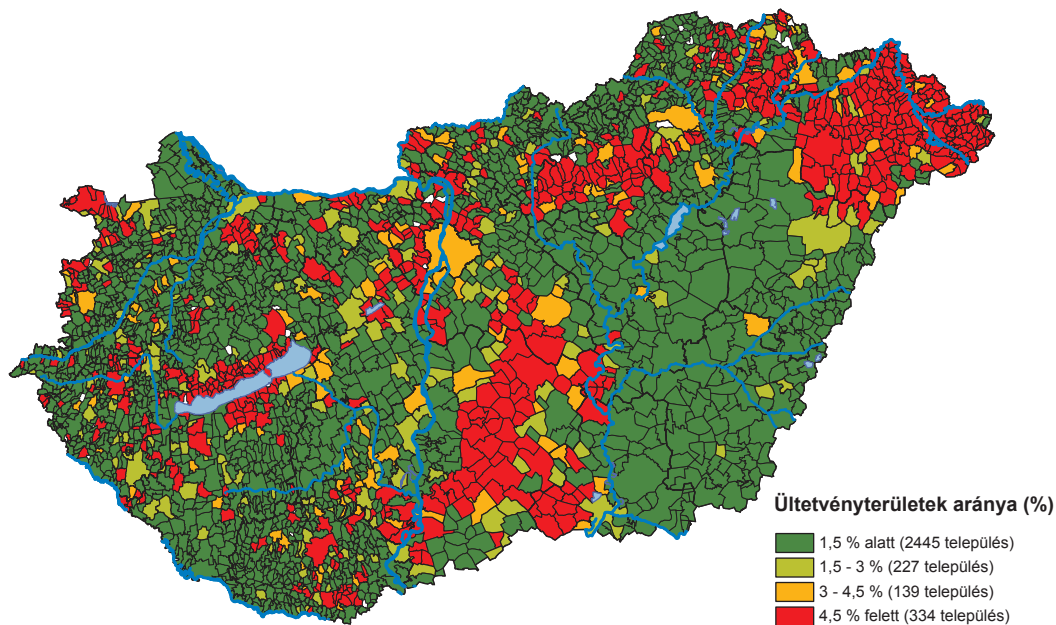 Ültetvényterületek aránya (%)
1,5 % alatt (2445 település)
1,5 - 3 % (227 település)
3 - 4,5 % (139 település)
4,5 % felett (334 település)